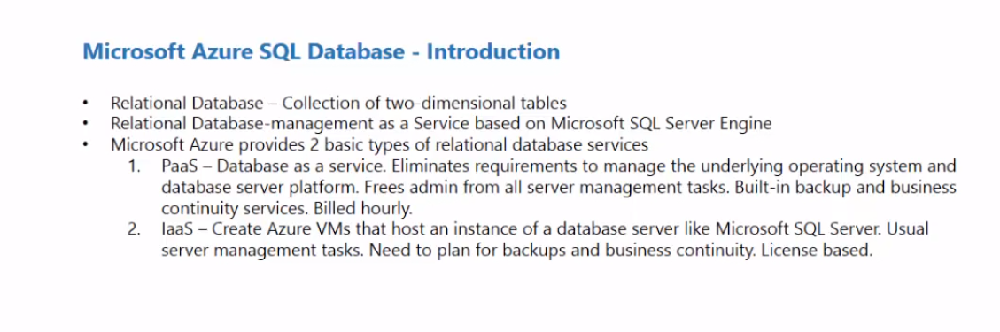 Microsoft Azure SQL Database - Introduction
• Relational Database – Collection of two-dimensional tables
• Relational Database-management as a Service based on Microsoft SQL Server Engine
• Microsoft Azure provides 2 basic types of relational database services
1. PaaS – Database as a service. Eliminates requirements to manage the underlying operating system and
database server platform. Frees admin from all server management tasks. Built-in backup and business
continuity services. Billed hourly.
2. IaaS – Create Azure VMs that host an instance of a database server like Microsoft SQL Server. Usual
server management tasks. Need to plan for backups and business continuity. License based.